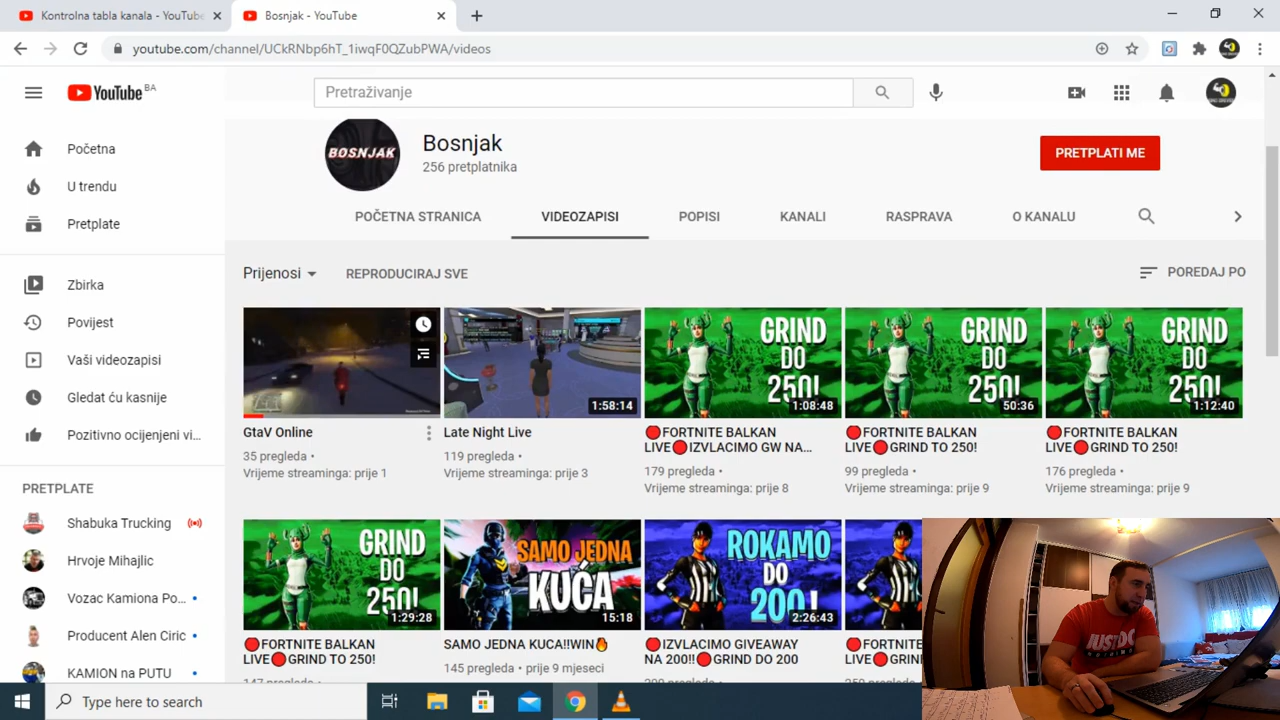 Kontrolna tabla kanala - YouTube
Bosnjak - YouTube
youtube.com/channel/UCkRNbp6hT_1iwqF0QZubPWA/videos
YouTube BA
Pretraživanje
Početna
U trendu
Pretplate
Zbirka
Povijest
Vaši videozapisi
Gledat ću kasnije
Pozitivno ocijenjeni vi...
PRETPLATE
Shabuka Trucking
Hrvoje Mihajlic
Vozac Kamiona Po...
Producent Alen Ciric
KAMION na PUTU
BOSNJAK
Bosnjak
256 pretplatnika
PRETPLATI ME
POČETNA STRANICA VIDEOZAPISI POPISI KANALI RASPRAVA O KANALU
Prijenosi REPRODUCIRAJ SVE POREDAJ PO
GtaV Online
35 pregleda •
Vrijeme streaminga: prije 1
1:58:14
Late Night Live
119 pregleda •
Vrijeme streaminga: prije 3
GRIND
DO
250!
1:08:48
🔴FORTNITE BALKAN
LIVE🔴IZVLACIMO GW NA...
179 pregleda •
Vrijeme streaminga: prije 8
GRIND
DO
250!
50:36
🔴FORTNITE BALKAN
LIVE🔴GRIND TO 250!
99 pregleda •
Vrijeme streaminga: prije 9
GRIND
DO
250!
1:12:40
🔴FORTNITE BALKAN
LIVE🔴GRIND TO 250!
176 pregleda •
Vrijeme streaminga: prije 9
GRIND
DO
250!
1:29:28
🔴FORTNITE BALKAN
LIVE🔴GRIND TO 250!
147 pregleda •
SAMO JEDNA
KUĆA
15:18
SAMO JEDNA KUCA!!WIN🔥
145 pregleda • prije 9 mjeseci
ROKAMO
DO
200!
2:26:43
🔴IZVLACIMO GIVEAWAY
NA 200!!🔴GRIND DO 200
🔴FORTN
LIVE🔴
JUST DO
Type here to search